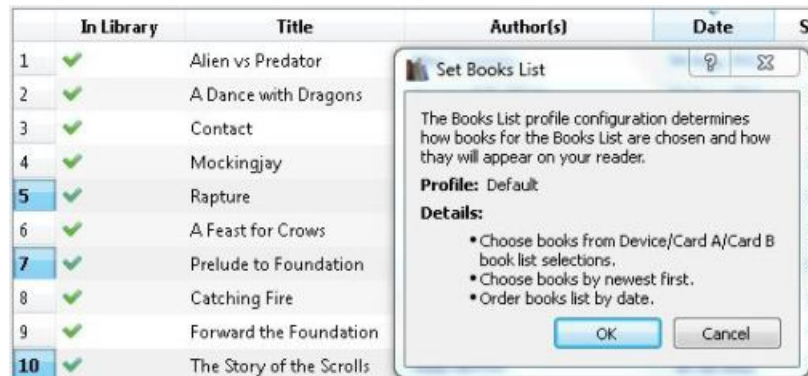 In Library Title Author(s) Date S
1 Alien vs Predator
2 A Dance with Dragons
3 Contact
4 Mockingjay
5 Rapture
6 A Feast for Crows
7 Prelude to Foundation
8 Catching Fire
9 Forward the Foundation
10 The Story of the Scrolls
Set Books List
?
The Books List profile configuration determines
how books for the Books List are chosen and how
thay will appear on your reader.
Profile: Default
Details:
• Choose books from Device/Card A/Card B
book list selections.
• Choose books by newest first.
• Order books list by date.
OK Cancel